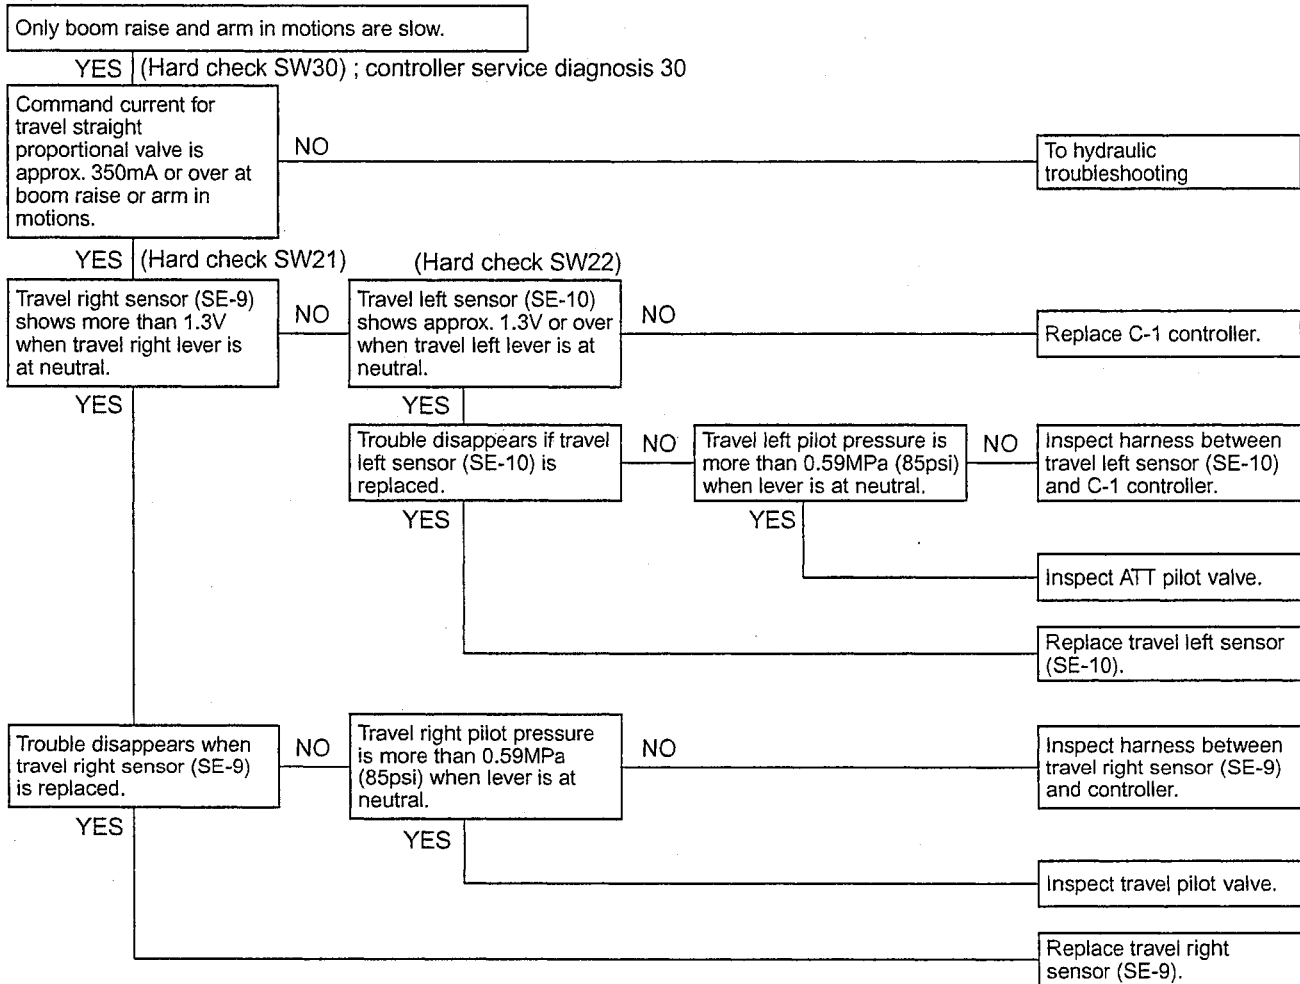 Only boom raise and arm in motions are slow.
YES
(Hard check SW30) ; controller service diagnosis 30
Command current for
travel straight
proportional valve is
approx. 350mA or over at
boom raise or arm in
motions.
NO
To hydraulic
troubleshooting
YES
(Hard check SW21)
(Hard check SW22)
Travel right sensor (SE-9)
shows more than 1.3V
when travel right lever is
at neutral.
NO
Travel left sensor (SE-10)
shows approx. 1.3V or over
when travel left lever is at
neutral.
NO
Replace C-1 controller.
YES
YES
Trouble disappears if travel
left sensor (SE-10) is
replaced.
NO
Travel left pilot pressure is
more than 0.59MPa (85psi)
when lever is at neutral.
NO
Inspect harness between
travel left sensor (SE-10)
and C-1 controller.
YES
YES
Inspect ATT pilot valve.
Replace travel left sensor
(SE-10).
Trouble disappears when
travel right sensor (SE-9)
is replaced.
NO
Travel right pilot pressure
is more than 0.59MPa
(85psi) when lever is at
neutral.
NO
Inspect harness between
travel right sensor (SE-9)
and controller.
YES
YES
Inspect travel pilot valve.
Replace travel right
sensor (SE-9).